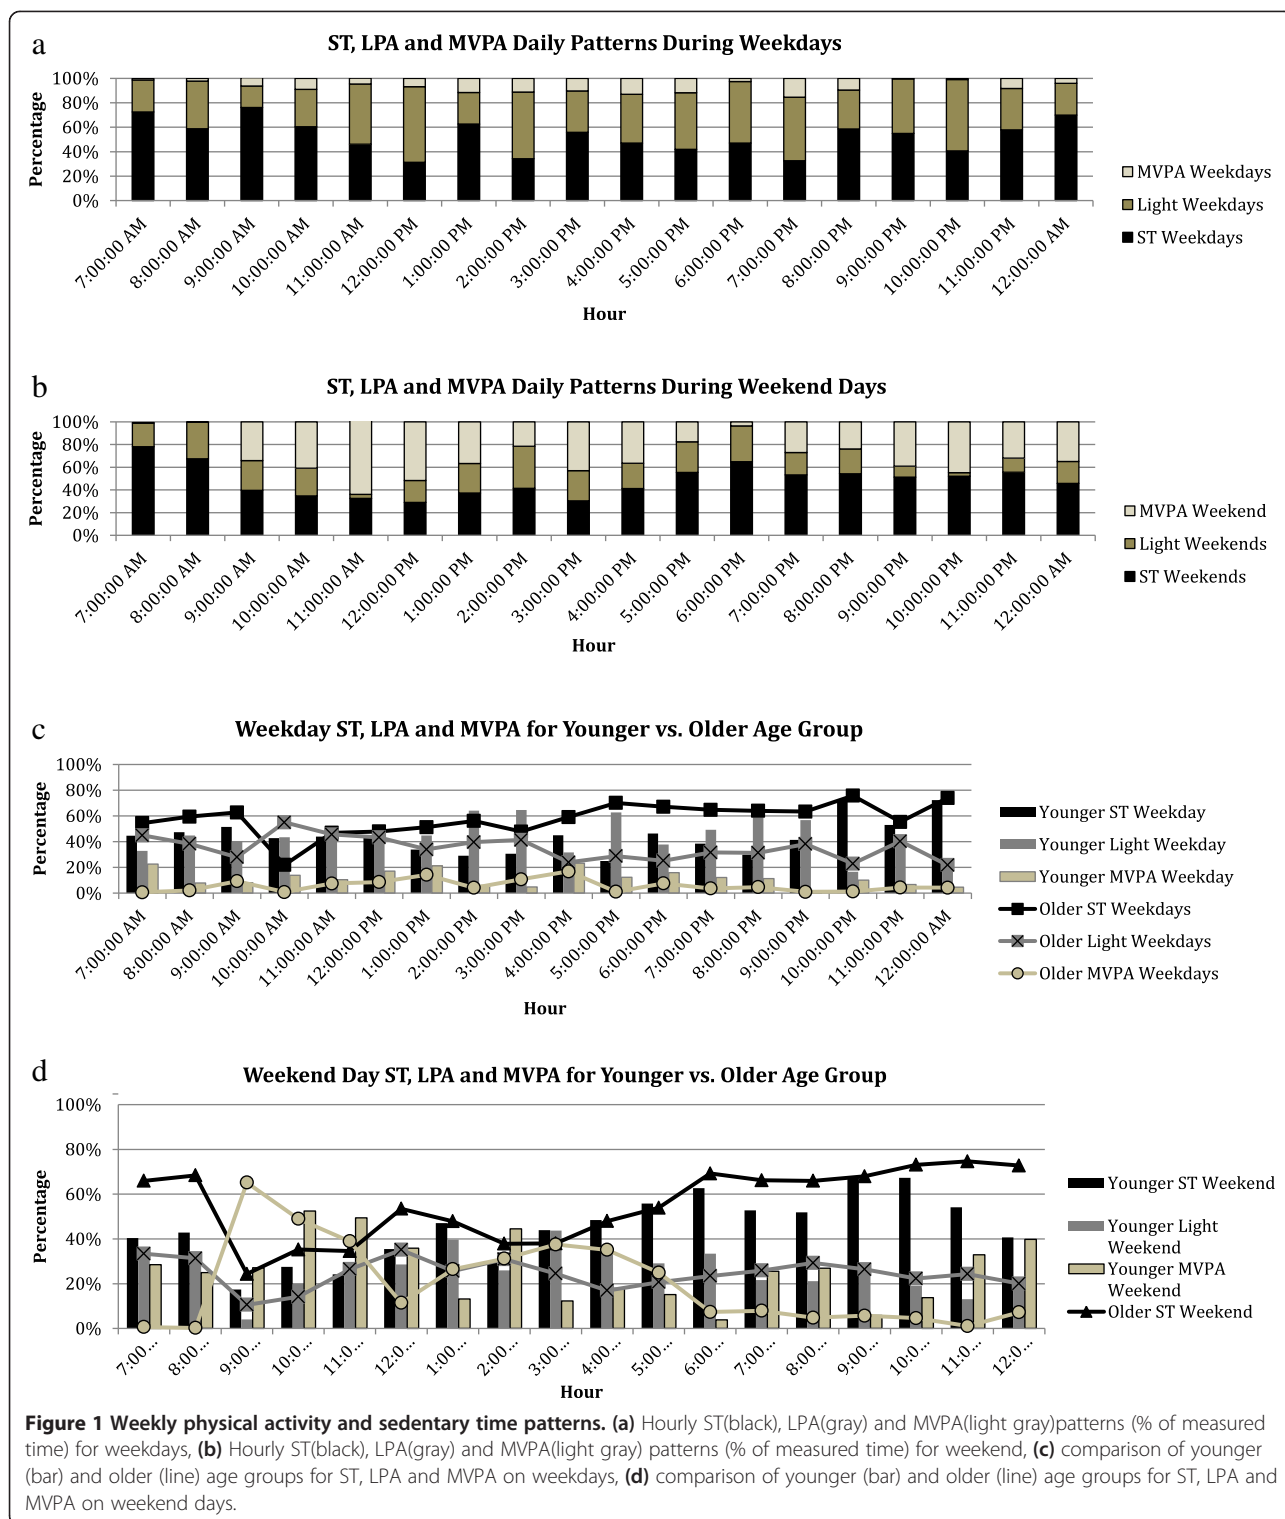 a
ST, LPA and MVPA Daily Patterns During Weekdays
100%
80%
60%
40%
20%
0%
Percentage
7:00:00 AM
8:00:00 AM
9:00:00 AM
10:00:00 AM
11:00:00 AM
12:00:00 PM
1:00:00 PM
2:00:00 PM
3:00:00 PM
4:00:00 PM
5:00:00 PM
6:00:00 PM
7:00:00 PM
8:00:00 PM
9:00:00 PM
10:00:00 PM
11:00:00 PM
12:00:00 AM
Hour
MVPA Weekdays
Light Weekdays
ST Weekdays
b
ST, LPA and MVPA Daily Patterns During Weekend Days
100%
80%
60%
40%
20%
0%
Percentage
7:00:00 AM
8:00:00 AM
9:00:00 AM
10:00:00 AM
11:00:00 AM
12:00:00 PM
1:00:00 PM
2:00:00 PM
3:00:00 PM
4:00:00 PM
5:00:00 PM
6:00:00 PM
7:00:00 PM
8:00:00 PM
9:00:00 PM
10:00:00 PM
11:00:00 PM
12:00:00 AM
Hour
MVPA Weekend
Light Weekends
ST Weekends
c
Weekday ST, LPA and MVPA for Younger vs. Older Age Group
100%
80%
60%
40%
20%
0%
Percentage
7:00:00 AM
8:00:00 AM
9:00:00 AM
10:00:00 AM
11:00:00 AM
12:00:00 PM
1:00:00 PM
2:00:00 PM
3:00:00 PM
4:00:00 PM
5:00:00 PM
6:00:00 PM
7:00:00 PM
8:00:00 PM
9:00:00 PM
10:00:00 PM
11:00:00 PM
12:00:00 AM
Hour
Younger ST Weekday
Younger Light Weekday
Younger MVPA Weekday
Older ST Weekdays
Older Light Weekdays
Older MVPA Weekdays
d
Weekend Day ST, LPA and MVPA for Younger vs. Older Age Group
100%
80%
60%
40%
20%
0%
Percentage
7:00...
8:00...
9:00...
10:0...
11:0...
12:0...
1:00...
2:00...
3:00...
4:00...
5:00...
6:00...
7:00...
8:00...
9:00...
10:0...
11:0...
12:0...
Hour
Younger ST Weekend
Younger Light
Weekend
Younger MVPA
Weekend
Older ST Weekend
Figure 1 Weekly physical activity and sedentary time patterns. (a) Hourly ST(black), LPA(gray) and MVPA(light gray)patterns (% of measured
time) for weekdays, (b) Hourly ST(black), LPA(gray) and MVPA(light gray) patterns (% of measured time) for weekend, (c) comparison of younger
(bar) and older (line) age groups for ST, LPA and MVPA on weekdays, (d) comparison of younger (bar) and older (line) age groups for ST, LPA and
MVPA on weekend days.